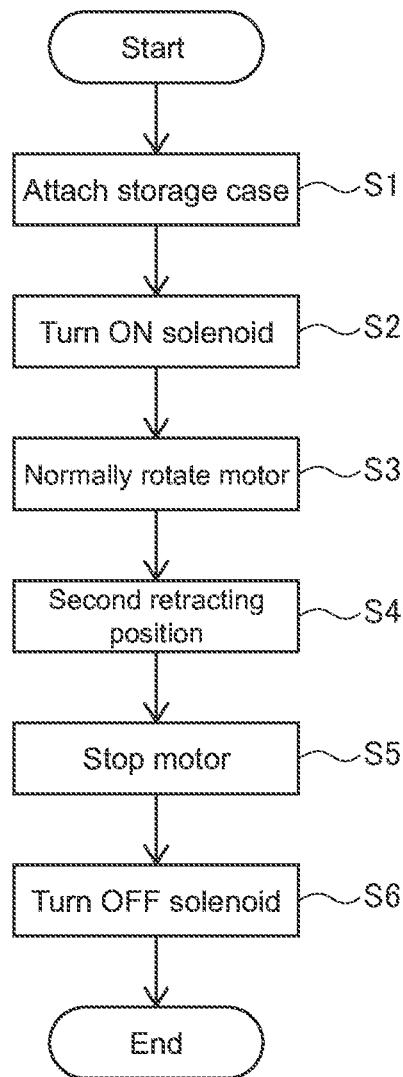 Start
Attach storage case S1
Turn ON solenoid S2
Normally rotate motor S3
Second retracting
position S4
Stop motor S5
Turn OFF solenoid S6
End